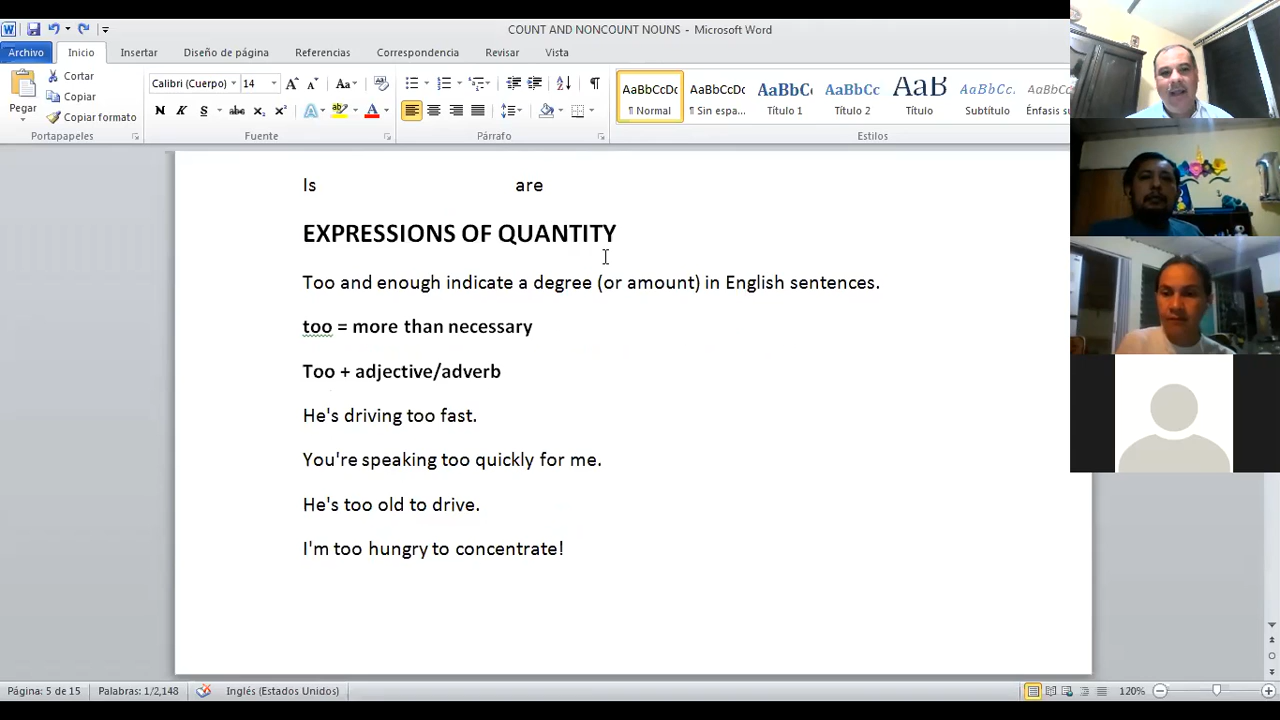 COUNT AND NONCOUNT NOUNS - Microsoft Word
Archivo Inicio Insertar Diseño de página Referencias Correspondencia Revisar Vista
Pegar
Cortar
Copiar
Copiar formato
Portapapeles
Calibri (Cuerpo) 14
Fuente
Párrafo
AaBbCcDc AaBbCcDc AaBbC AaBbCc AaB AaBbCc. AaBbCc
¶ Normal ¶ Sin espa... Título 1 Título 2 Título Subtítulo Énfasis su
Estilos
Is are
EXPRESSIONS OF QUANTITY
Too and enough indicate a degree (or amount) in English sentences.
too = more than necessary
Too + adjective/adverb
He's driving too fast.
You're speaking too quickly for me.
He's too old to drive.
I'm too hungry to concentrate!
Página: 5 de 15 Palabras: 1/2,148 Inglés (Estados Unidos) 120%